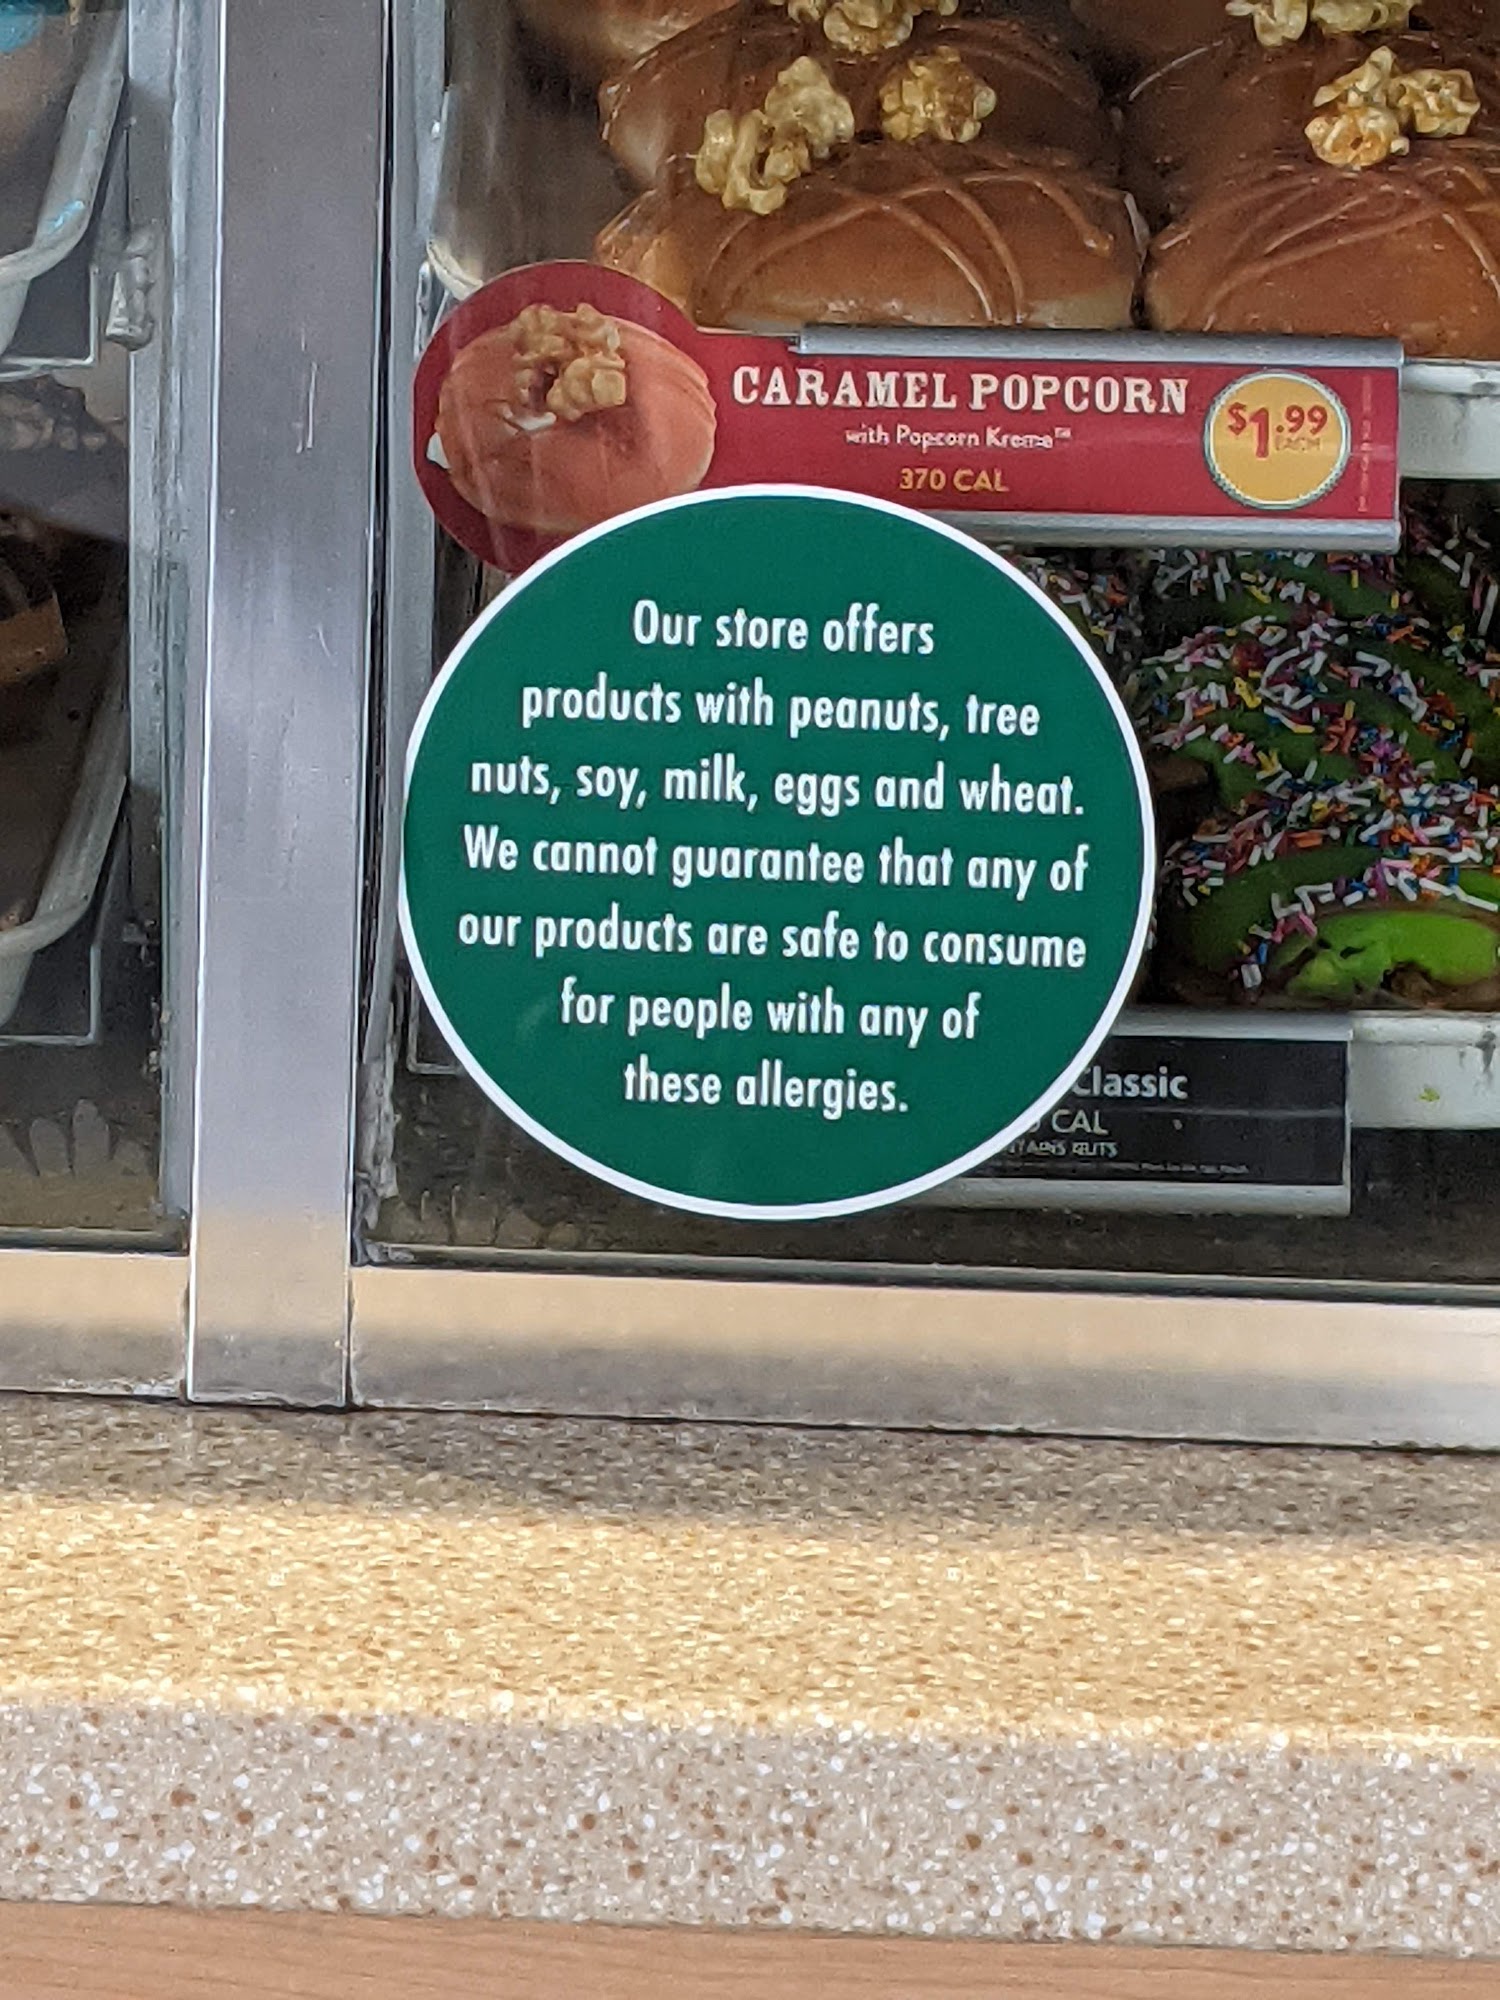 CARAMEL POPCORN
with Popcorn Kreme™
370 CAL
$1.99
EACH
Our store offers
products with peanuts, tree
nuts, soy, milk, eggs and wheat.
We cannot guarantee that any of
our products are safe to consume
for people with any of
these allergies.
Classic
CAL